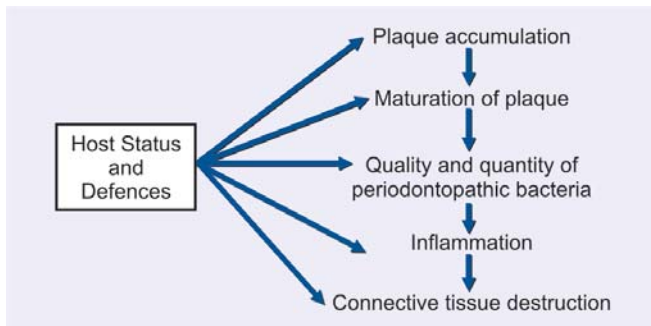 Plaque accumulation
Maturation of plaque
Host Status
and
Defences
Quality and quantity of
periodontopathic bacteria
Inflammation
Connective tissue destruction